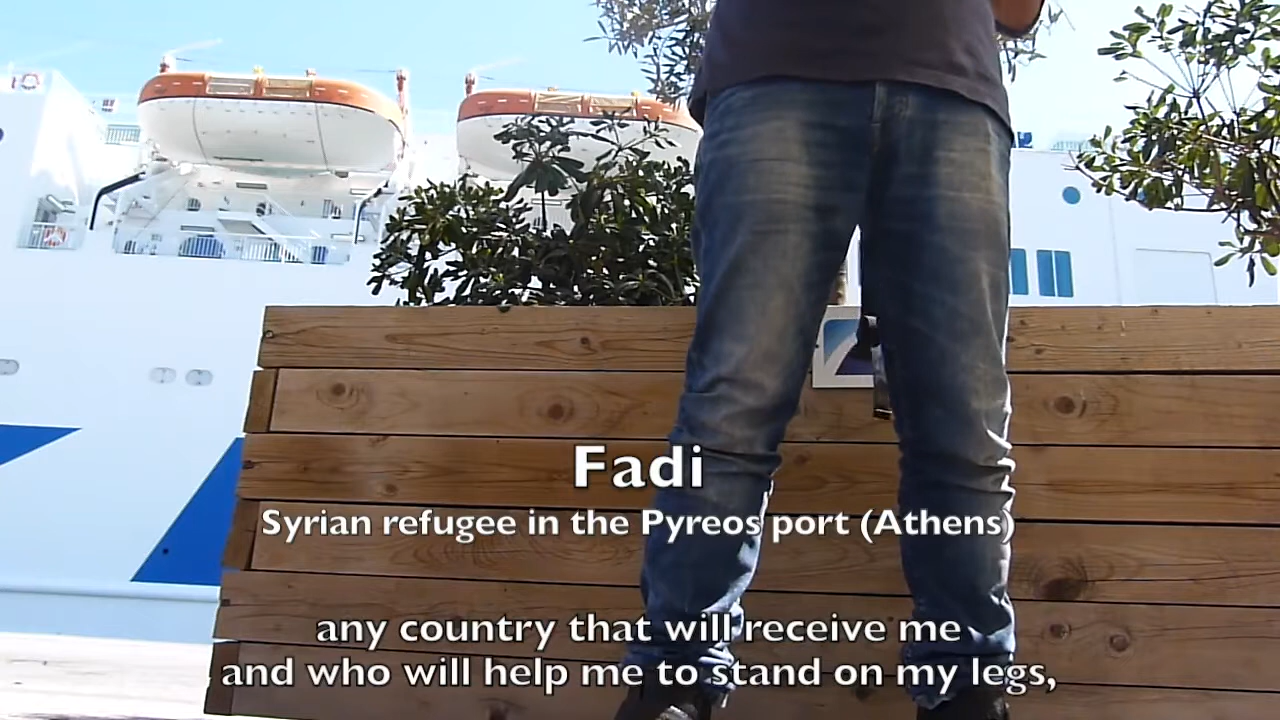 Fadi
Syrian refugee in the Pyreos port (Athens)
any country that will receive me
and who will help me to stand on my legs,